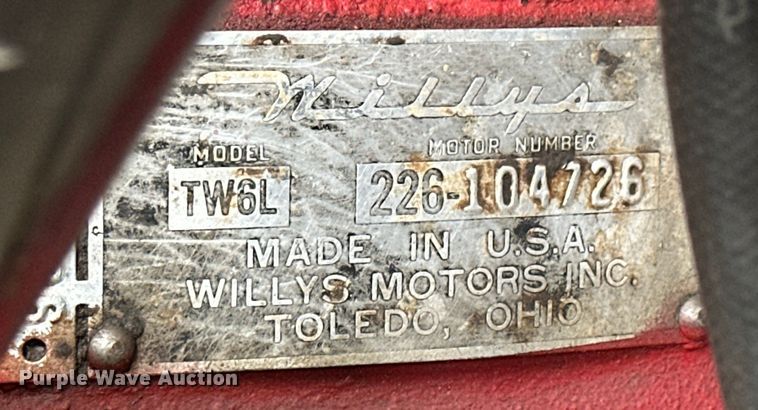 Willys
MODEL MOTOR NUMBER
TW6L 226-104726
MADE IN U.S.A.
WILLYS MOTORS INC.
TOLEDO, OHIO
Purple Wave Auction